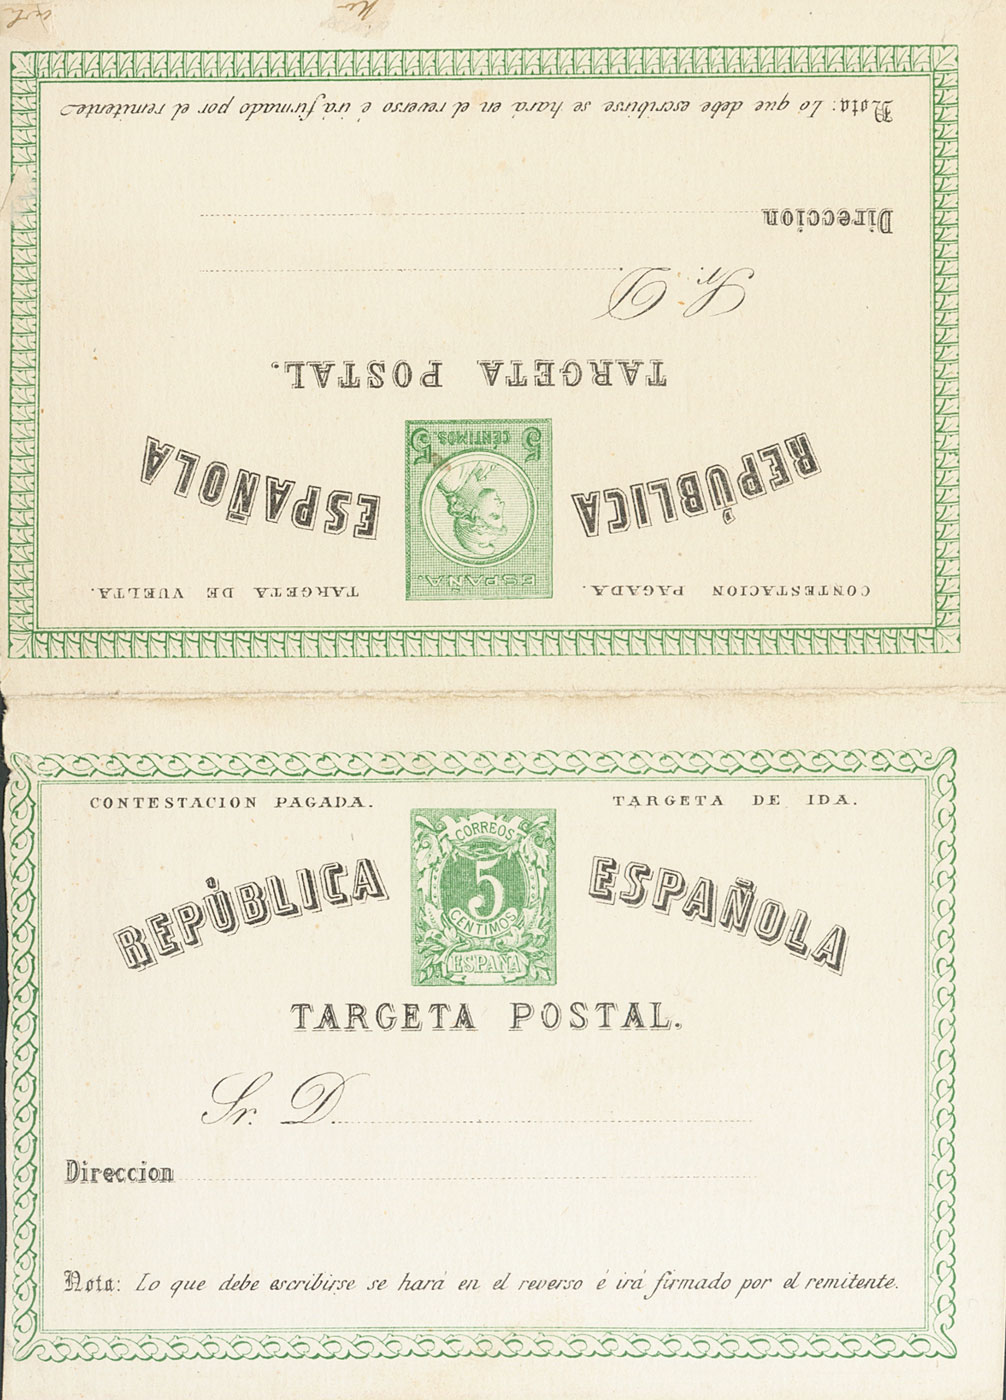 Nota: Lo que debe escribirse se hará en el reverso é irá firmado por el remitente
Direccion
Sr. D.
TARGETA POSTAL.
REPÚBLICA ESPAÑOLA
5 CÉNTIMOS. 5
ESPAÑA.
CONTESTACION PAGADA. TARGETA DE VUELTA.
CONTESTACION PAGADA. TARGETA DE IDA.
CORREOS
5
CENTIMOS
ESPAÑA
REPÚBLICA ESPAÑOLA
TARGETA POSTAL.
Sr. D.
Direccion
Nota: Lo que debe escribirse se hará en el reverso é irá firmado por el remitente.